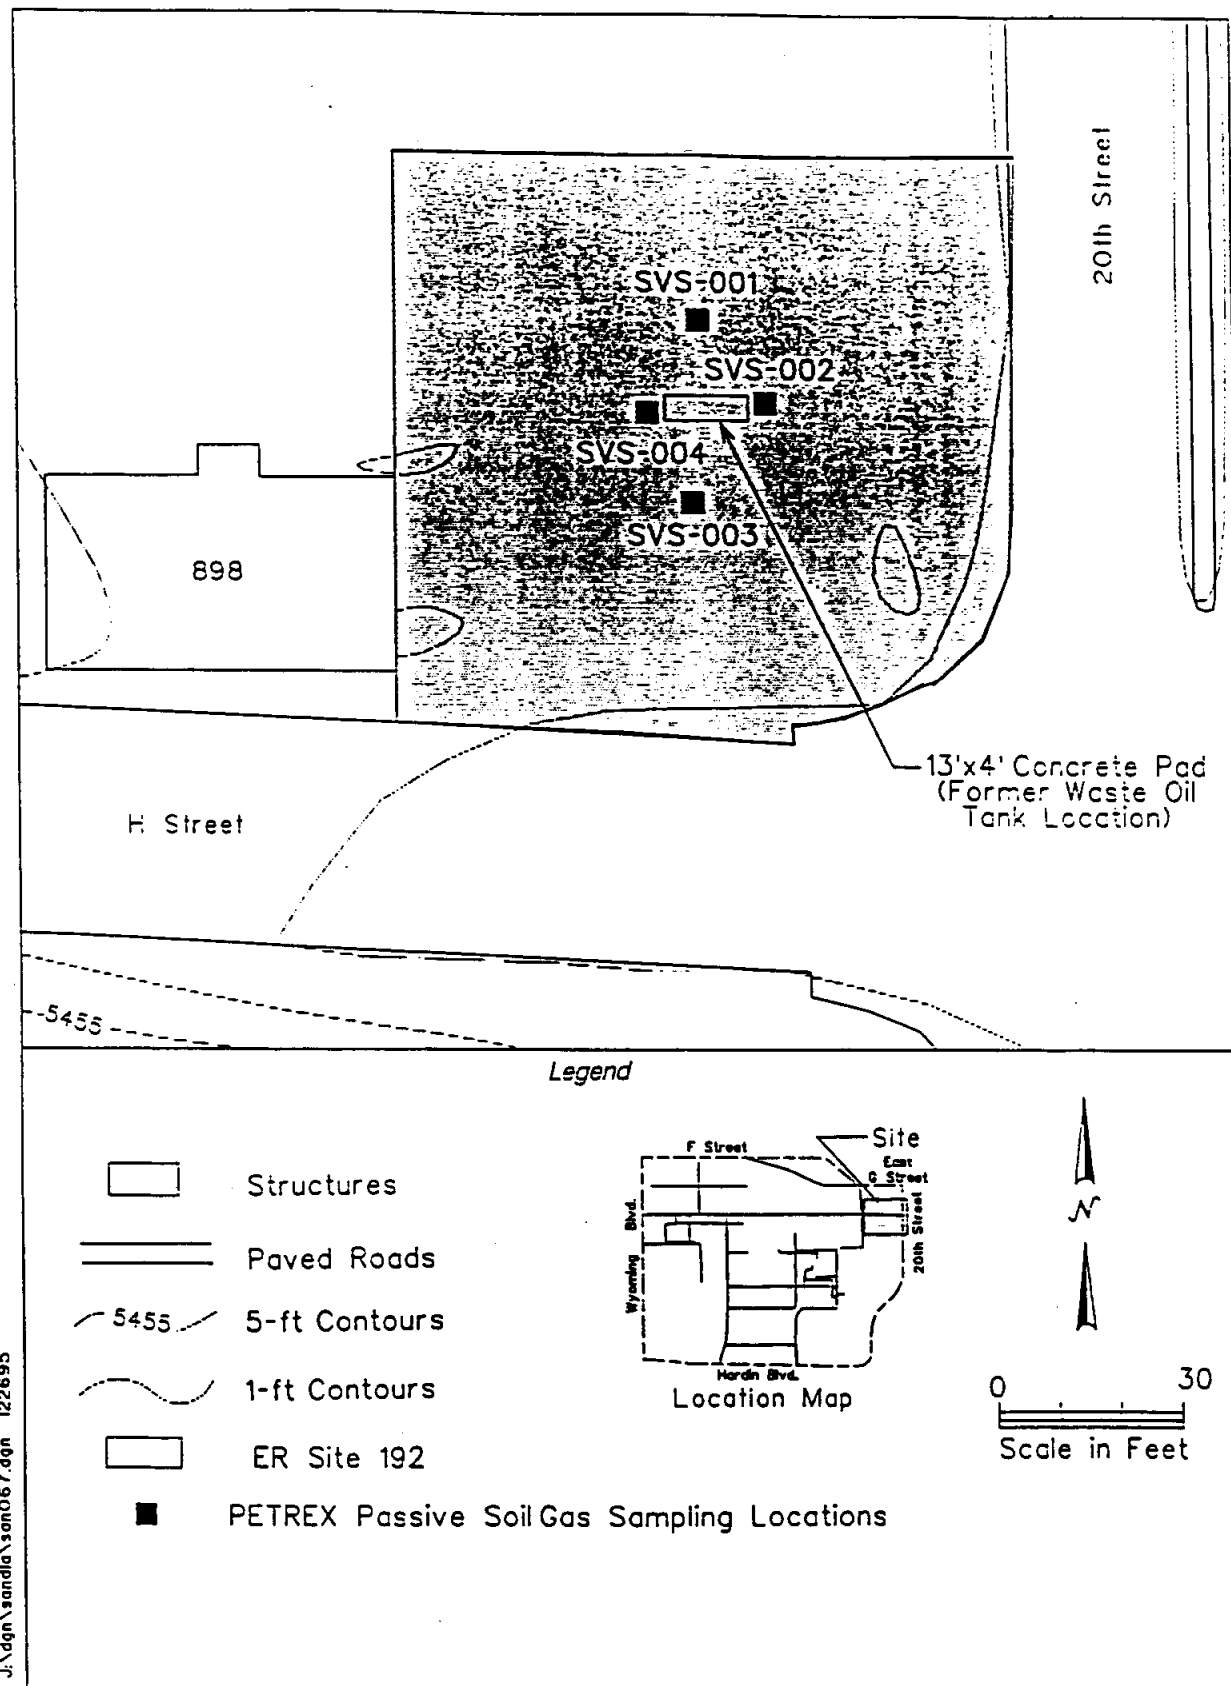 20th Street
SVS-001
SVS-002
SVS-004
SVS-003
898
13'x4' Concrete Pad
(Former Waste Oil
Tank Location)
H Street
5455
Legend
Structures
Paved Roads
5455
5-ft Contours
1-ft Contours
ER Site 192
PETREX Passive Soil Gas Sampling Locations
Site
F Street
East
G Street
Wyoming Blvd.
20th Street
Hardin Blvd.
Location Map
N
0 30
Scale in Feet
J:\dgn\sandia\san067.dgn 122695